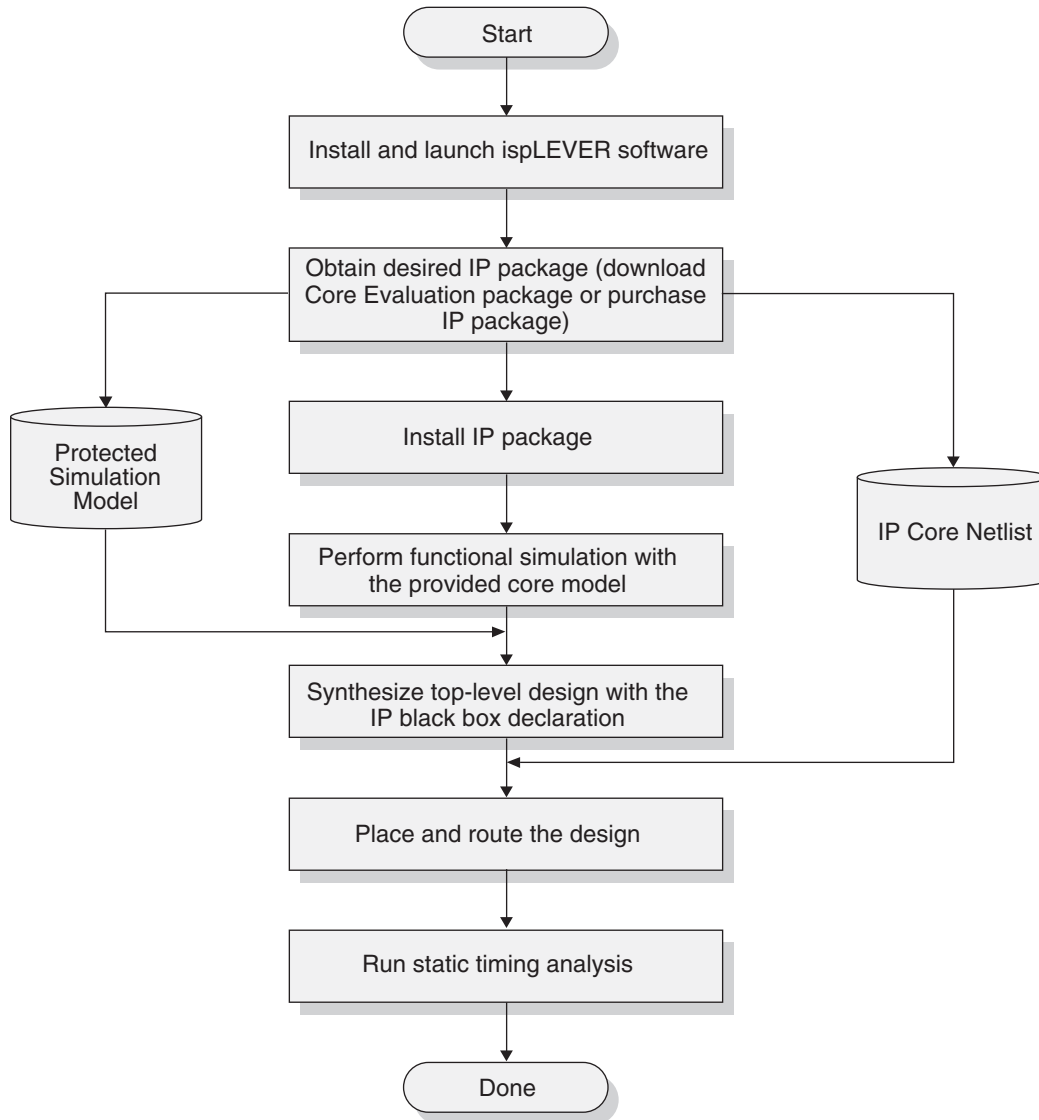 Start
Install and launch ispLEVER software
Obtain desired IP package (download
Core Evaluation package or purchase
IP package)
Install IP package
Protected
Simulation
Model
IP Core Netlist
Perform functional simulation with
the provided core model
Synthesize top-level design with the
IP black box declaration
Place and route the design
Run static timing analysis
Done